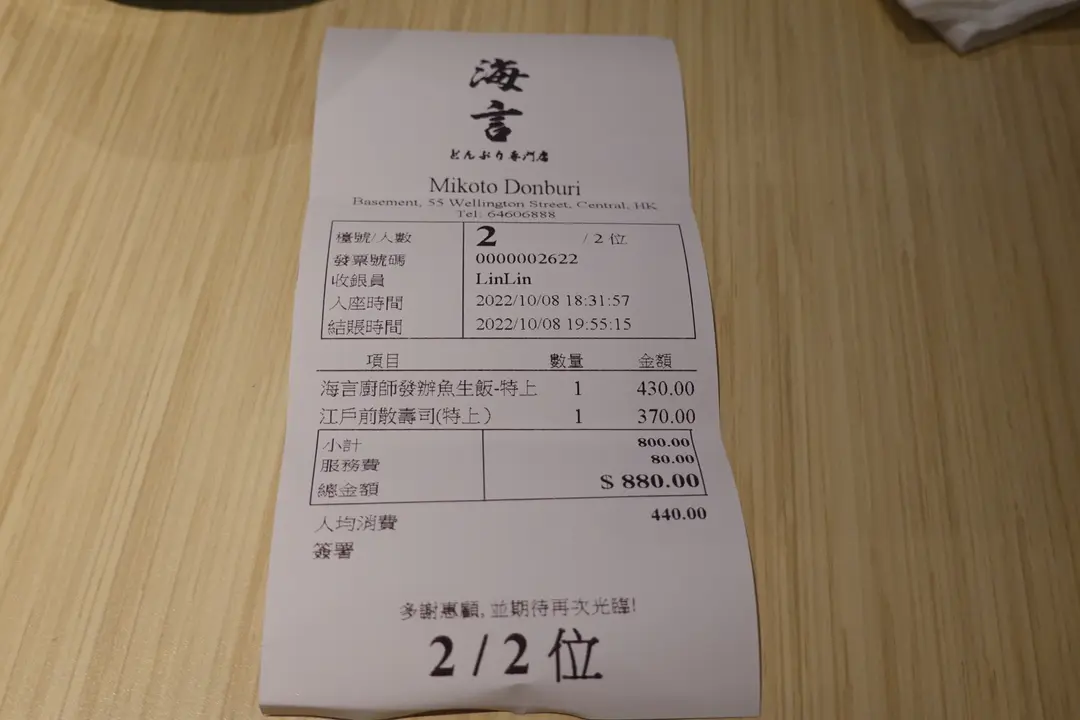 海
言
どんぶり専門店
Mikoto Donburi
Basement, 55 Wellington Street, Central, HK
Tel: 64606888
檯號/人數 2 / 2 位
發票號碼 0000002622
收銀員 LinLin
入座時間 2022/10/08 18:31:57
結賬時間 2022/10/08 19:55:15
項目 數量 金額
海言廚師發辦魚生飯-特上 1 430.00
江戶前散壽司(特上) 1 370.00
小計 800.00
服務費 80.00
總金額 $ 880.00
人均消費 440.00
簽署
多謝惠顧, 並期待再次光臨!
2 / 2 位